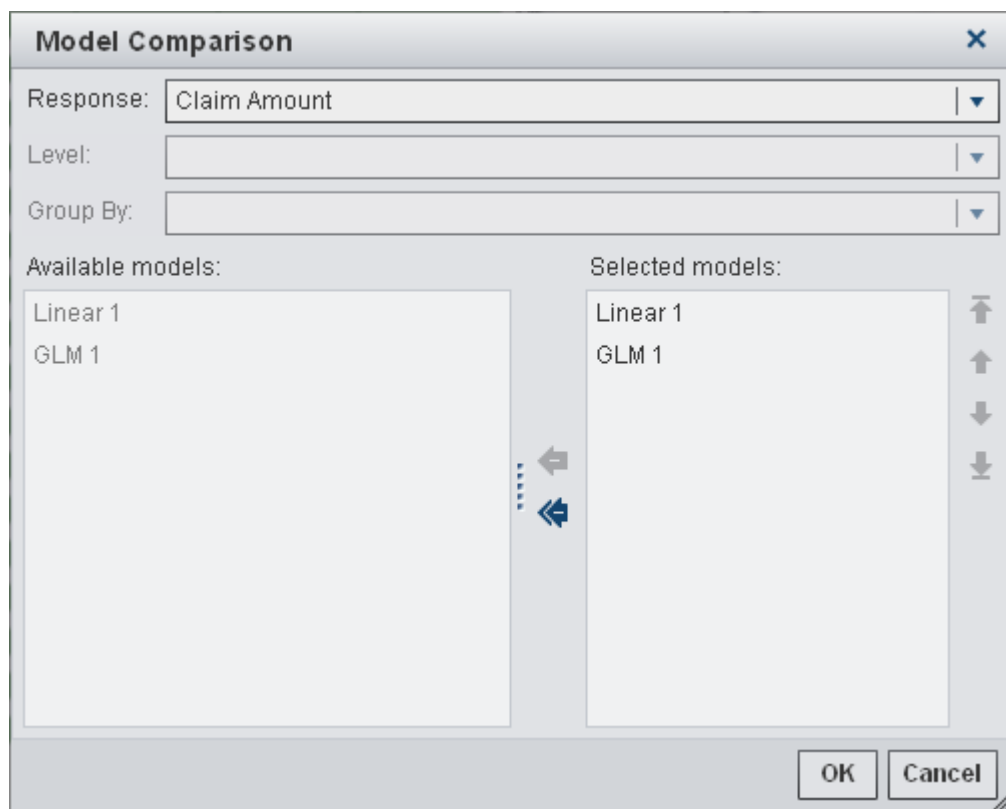 Model Comparison
Response: Claim Amount
Level:
Group By:
Available models:
Linear 1
GLM 1
Selected models:
Linear 1
GLM 1
OK Cancel